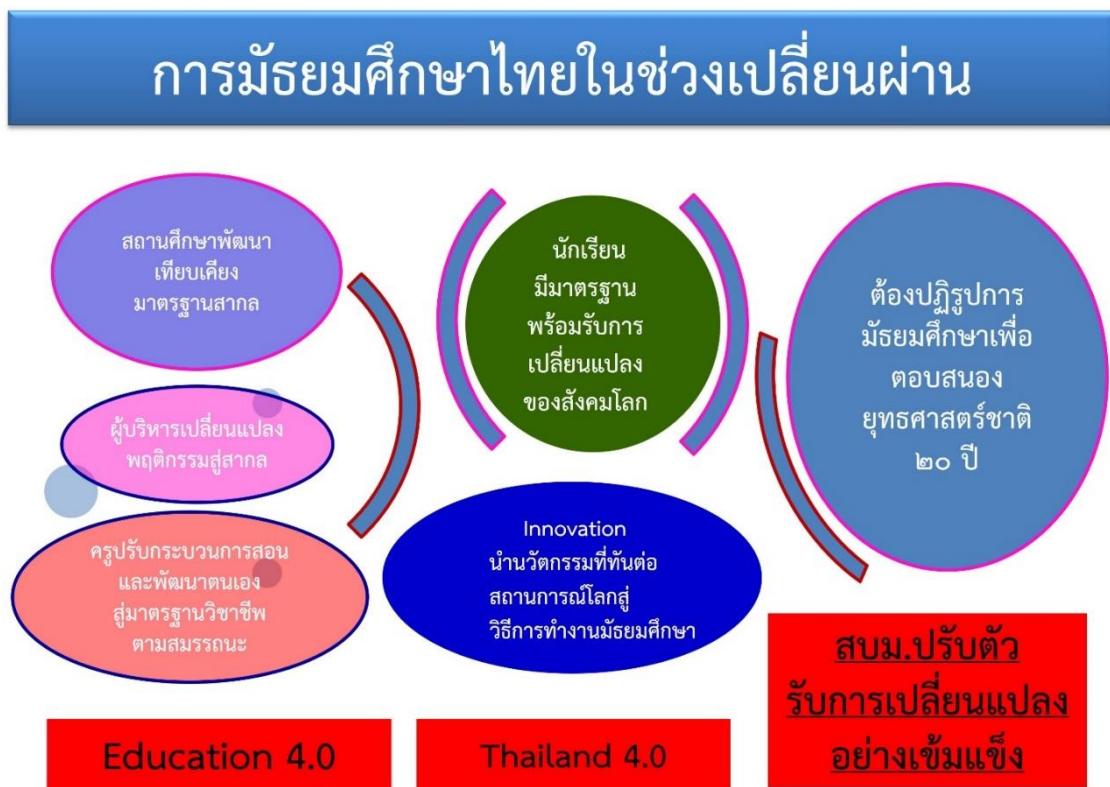 การมัธยมศึกษาไทยในช่วงเปลี่ยนผ่าน
สถานศึกษาพัฒนา
เทียบเคียง
มาตรฐานสากล
ผู้บริหารเปลี่ยนแปลง
พฤติกรรมสู่สากล
ครูปรับกระบวนการสอน
และพัฒนาตนเอง
สู่มาตรฐานวิชาชีพ
ตามสมรรถนะ
Education 4.0
นักเรียน
มีมาตรฐาน
พร้อมรับการ
เปลี่ยนแปลง
ของสังคมโลก
Innovation
นำนวัตกรรมที่ทันต่อ
สถานการณ์โลกสู่
วิธีการทำงานมัธยมศึกษา
Thailand 4.0
ต้องปฏิรูปการ
มัธยมศึกษาเพื่อ
ตอบสนอง
ยุทธศาสตร์ชาติ
๒๐ ปี
สบม.ปรับตัว
รับการเปลี่ยนแปลง
อย่างเข้มแข็ง